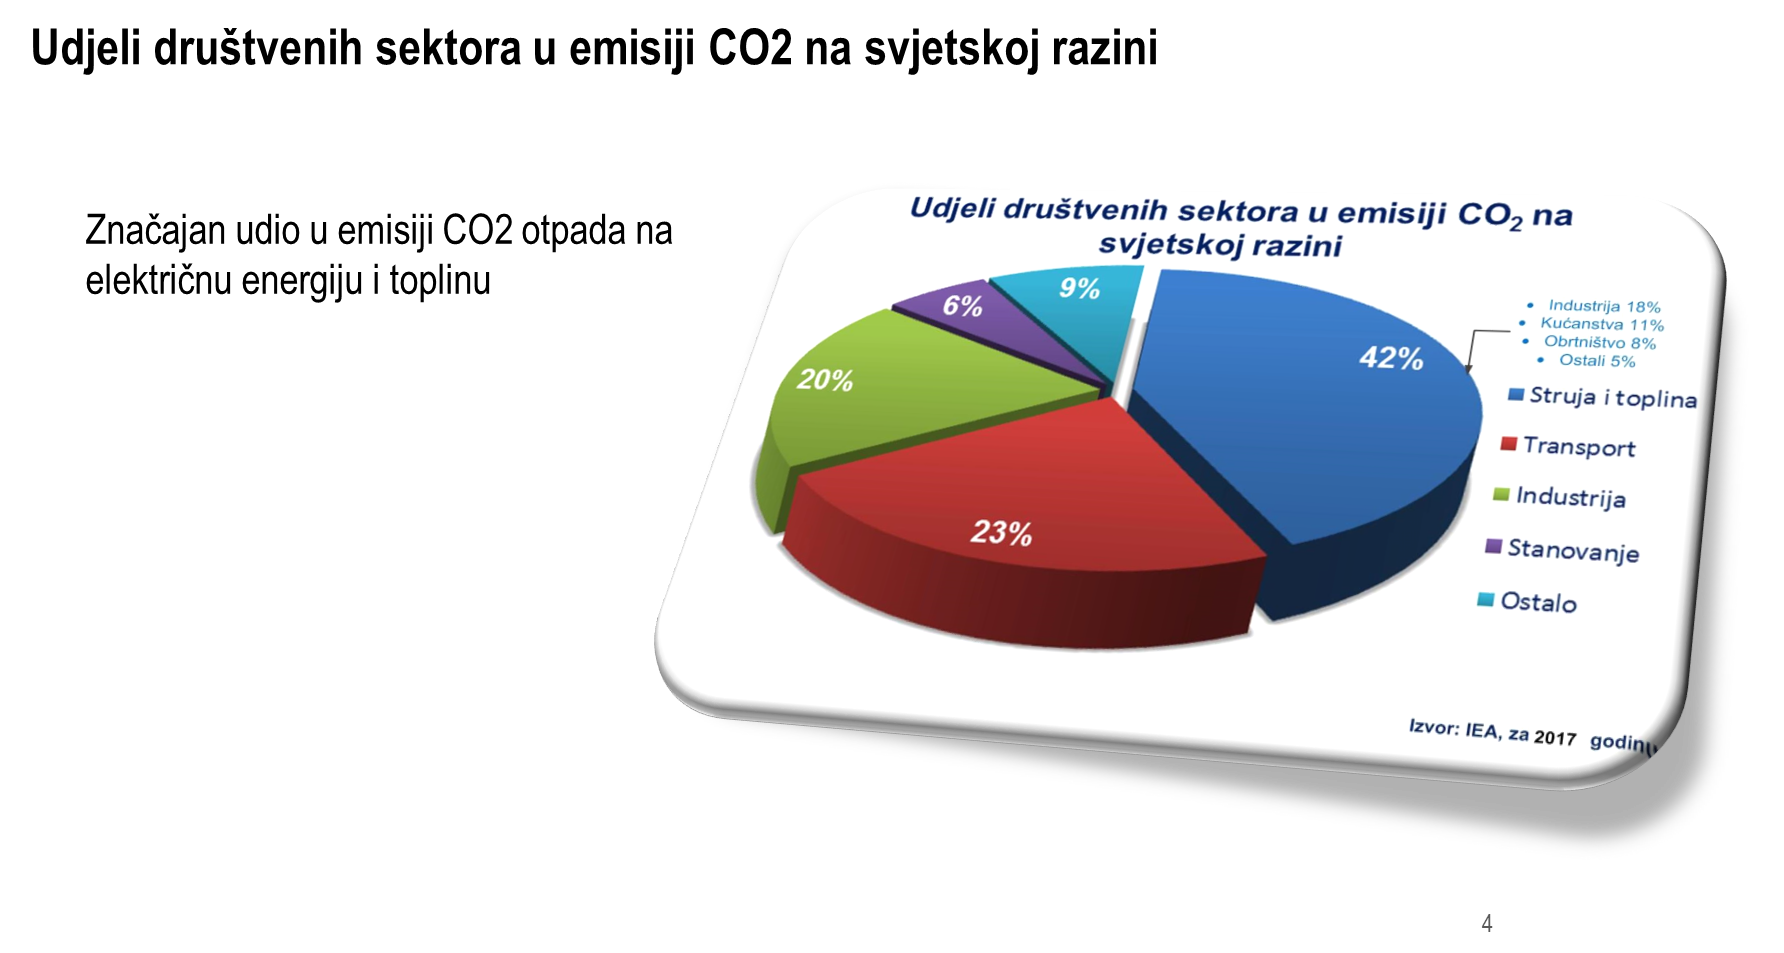 Udjeli društvenih sektora u emisiji CO2 na svjetskoj razini
Značajan udio u emisiji CO2 otpada na
električnu energiju i toplinu
Udjeli društvenih sektora u emisiji CO₂ na
svjetskoj razini
9%
6%
42%
20%
23%
• Industrija 18%
• Kućanstva 11%
• Obrtništvo 8%
• Ostali 5%
Struja i toplina
Transport
Industrija
Stanovanje
Ostalo
Izvor: IEA, za 2017 godinu
4